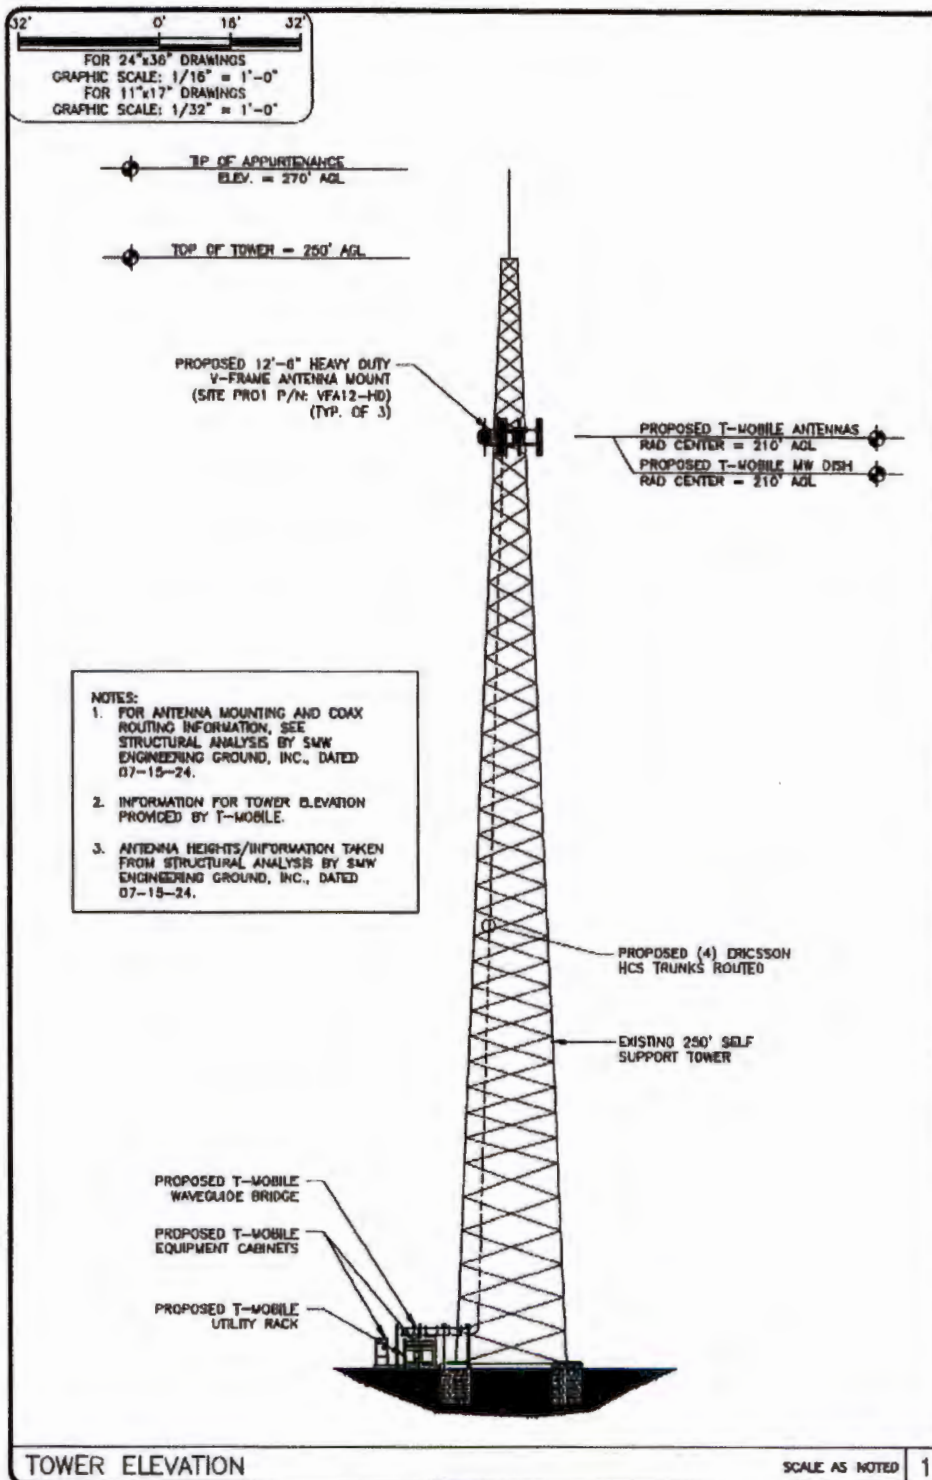 32' 0' 16' 32'
FOR 24"x36" DRAWINGS
GRAPHIC SCALE: 1/16" = 1'-0"
FOR 11"x17" DRAWINGS
GRAPHIC SCALE: 1/32" = 1'-0"
TIP OF APPURTENANCE
ELEV. = 270' AGL
TOP OF TOWER = 250' AGL
PROPOSED 12'-6" HEAVY DUTY
V-FRAME ANTENNA MOUNT
(SITE PRO1 P/N: VFA12-HD)
(TYP. OF 3)
PROPOSED T-MOBILE ANTENNAS
RAD CENTER = 210' AGL
PROPOSED T-MOBILE MW DISH
RAD CENTER = 210' AGL
NOTES:
1. FOR ANTENNA MOUNTING AND COAX
ROUTING INFORMATION, SEE
STRUCTURAL ANALYSIS BY SMW
ENGINEERING GROUND, INC., DATED
07-15-24.
2. INFORMATION FOR TOWER ELEVATION
PROVIDED BY T-MOBILE.
3. ANTENNA HEIGHTS/INFORMATION TAKEN
FROM STRUCTURAL ANALYSIS BY SMW
ENGINEERING GROUND, INC., DATED
07-15-24.
PROPOSED (4) ERICSSON
HCS TRUNKS ROUTED
EXISTING 250' SELF
SUPPORT TOWER
PROPOSED T-MOBILE
WAVEGUIDE BRIDGE
PROPOSED T-MOBILE
EQUIPMENT CABINETS
PROPOSED T-MOBILE
UTILITY RACK
TOWER ELEVATION
SCALE AS NOTED 1